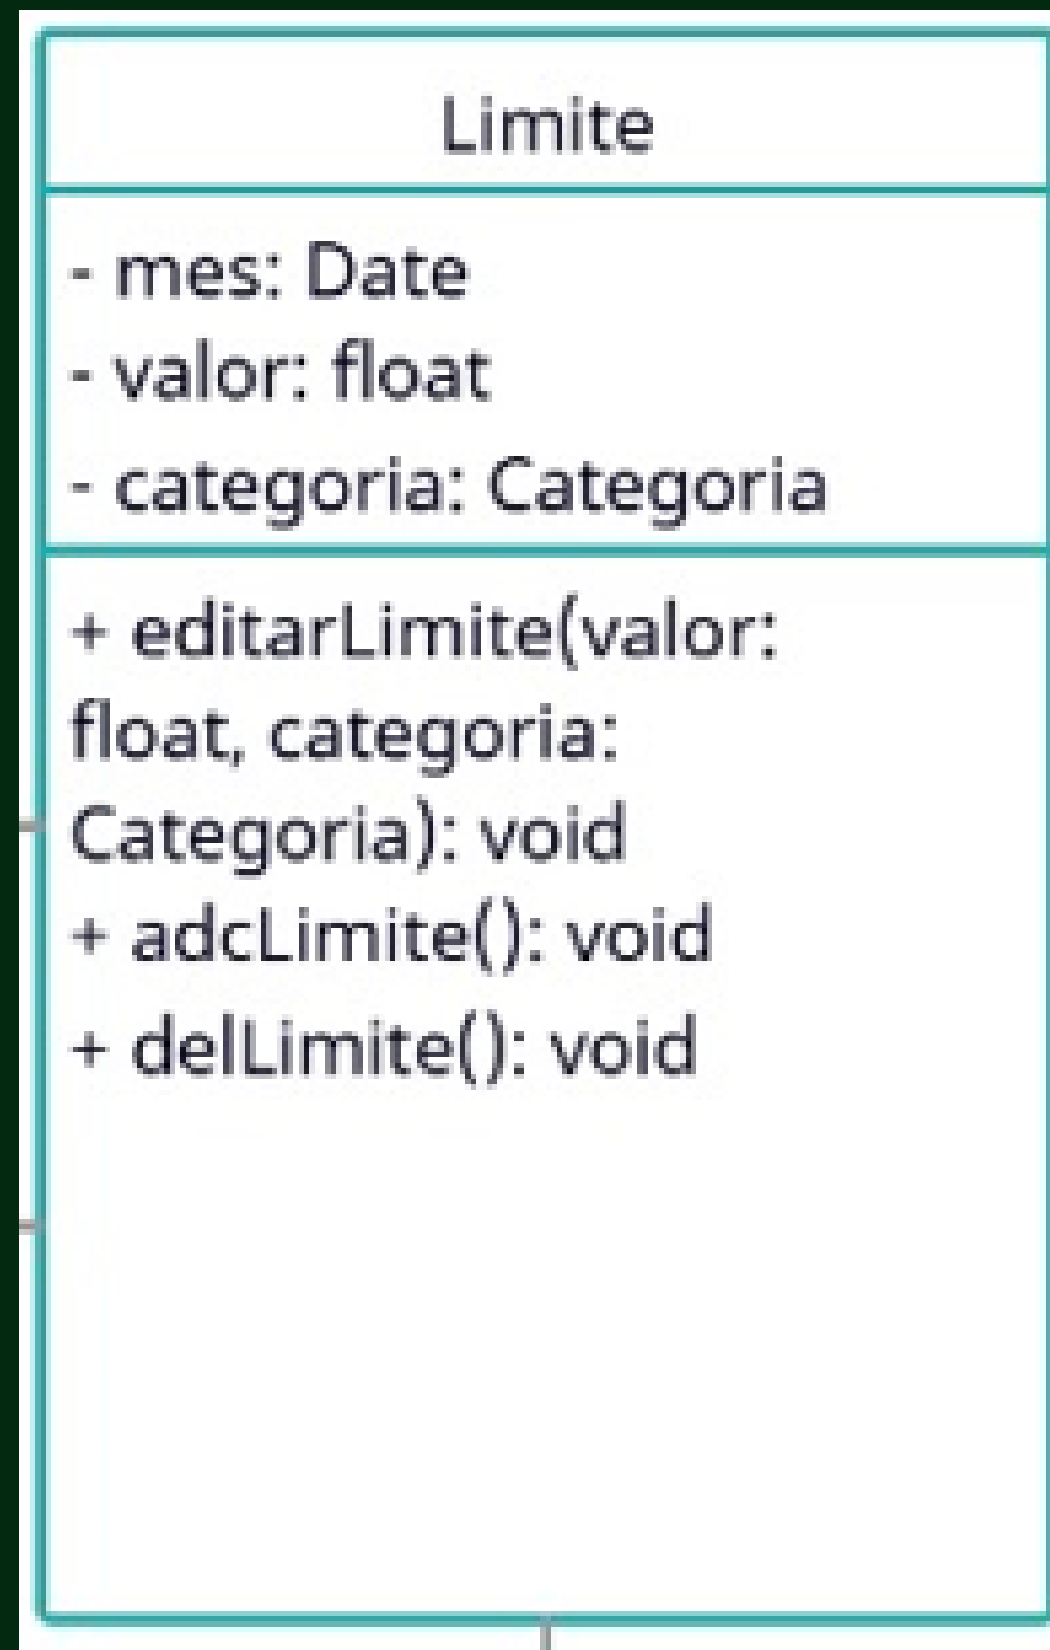 Limite
- mes: Date
- valor: float
- categoria: Categoria
+ editarLimite(valor:
float, categoria:
Categoria): void
+ adcLimite(): void
+ delLimite(): void